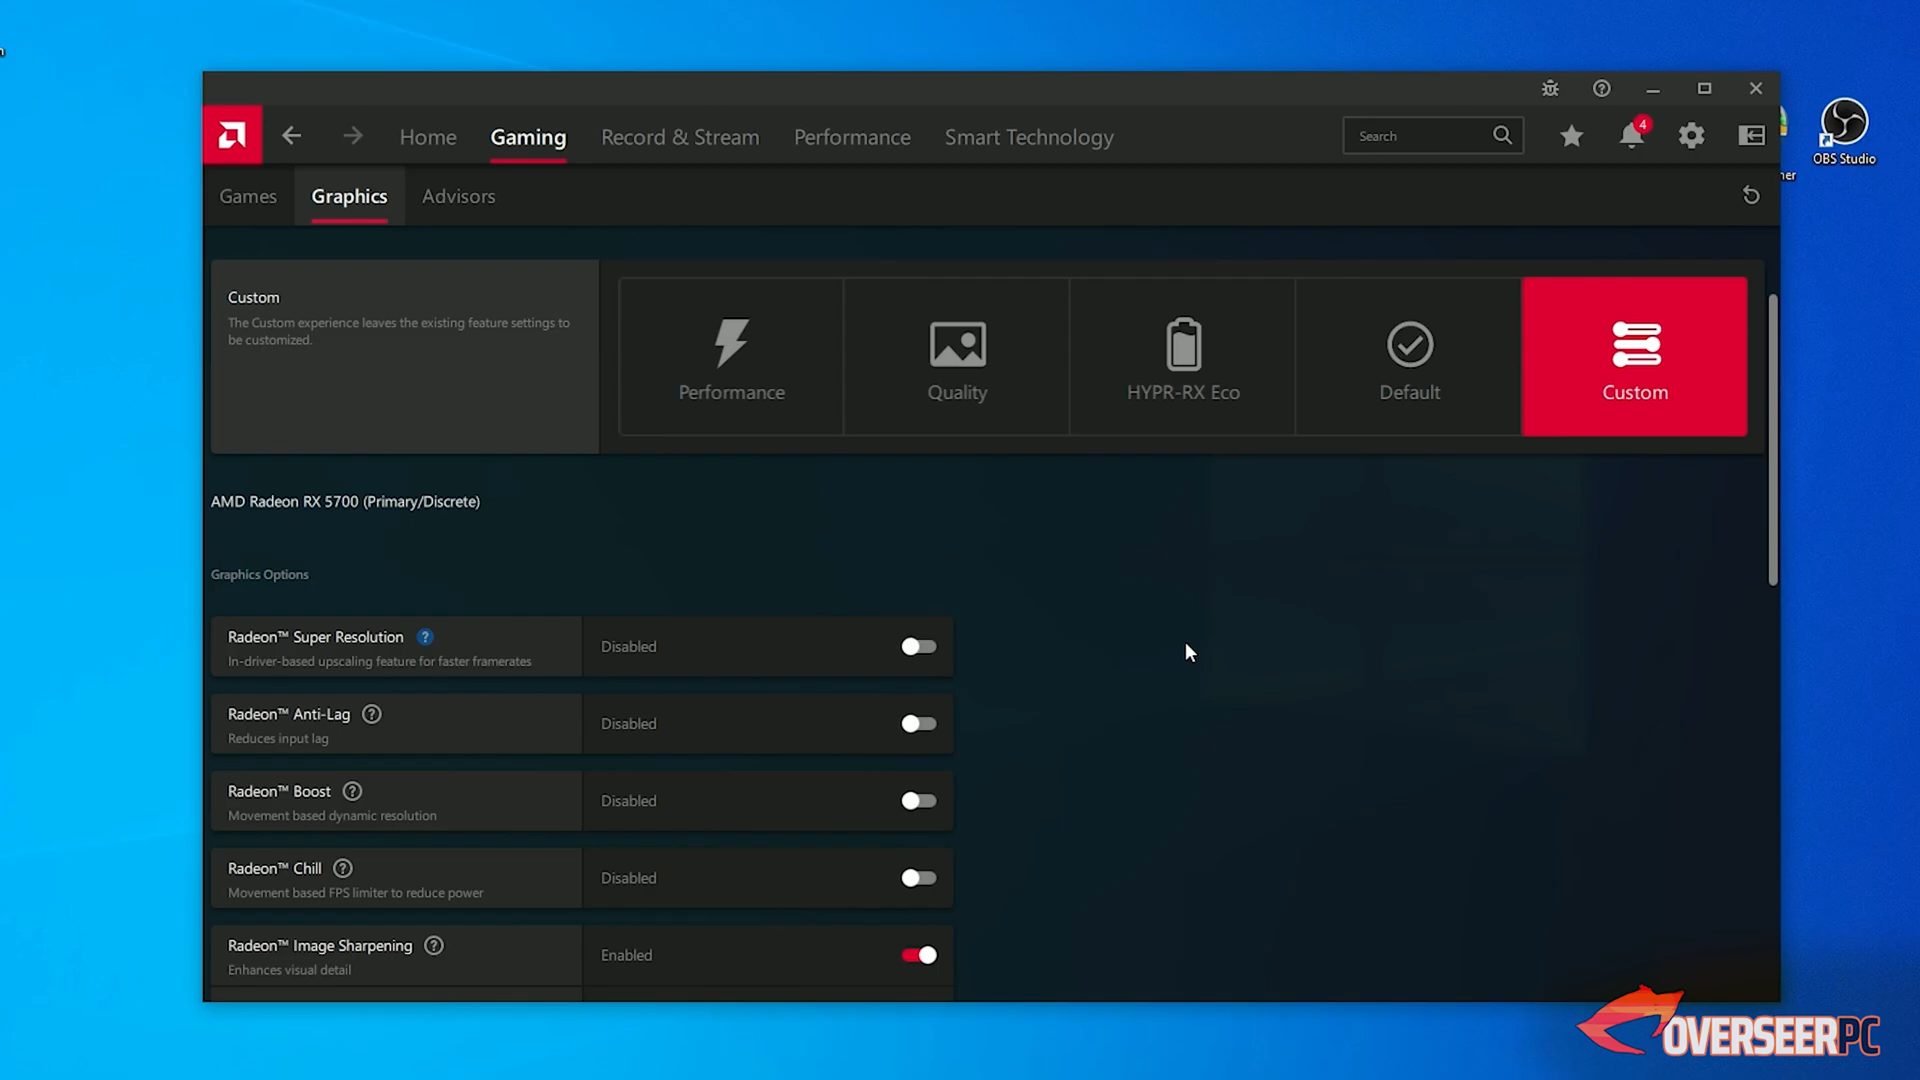 OBS Studio
Home
Gaming
Record & Stream
Performance
Smart Technology
Search
4
Games
Graphics
Advisors
Custom
The Custom experience leaves the existing feature settings to
be customized.
Performance
Quality
HYPR-RX Eco
Default
Custom
AMD Radeon RX 5700 (Primary/Discrete)
Graphics Options
Radeon™ Super Resolution ?
In-driver-based upscaling feature for faster framerates
Disabled
Radeon™ Anti-Lag ?
Reduces input lag
Disabled
Radeon™ Boost ?
Movement based dynamic resolution
Disabled
Radeon™ Chill ?
Movement based FPS limiter to reduce power
Disabled
Radeon™ Image Sharpening ?
Enhances visual detail
Enabled
OVERSEERPC